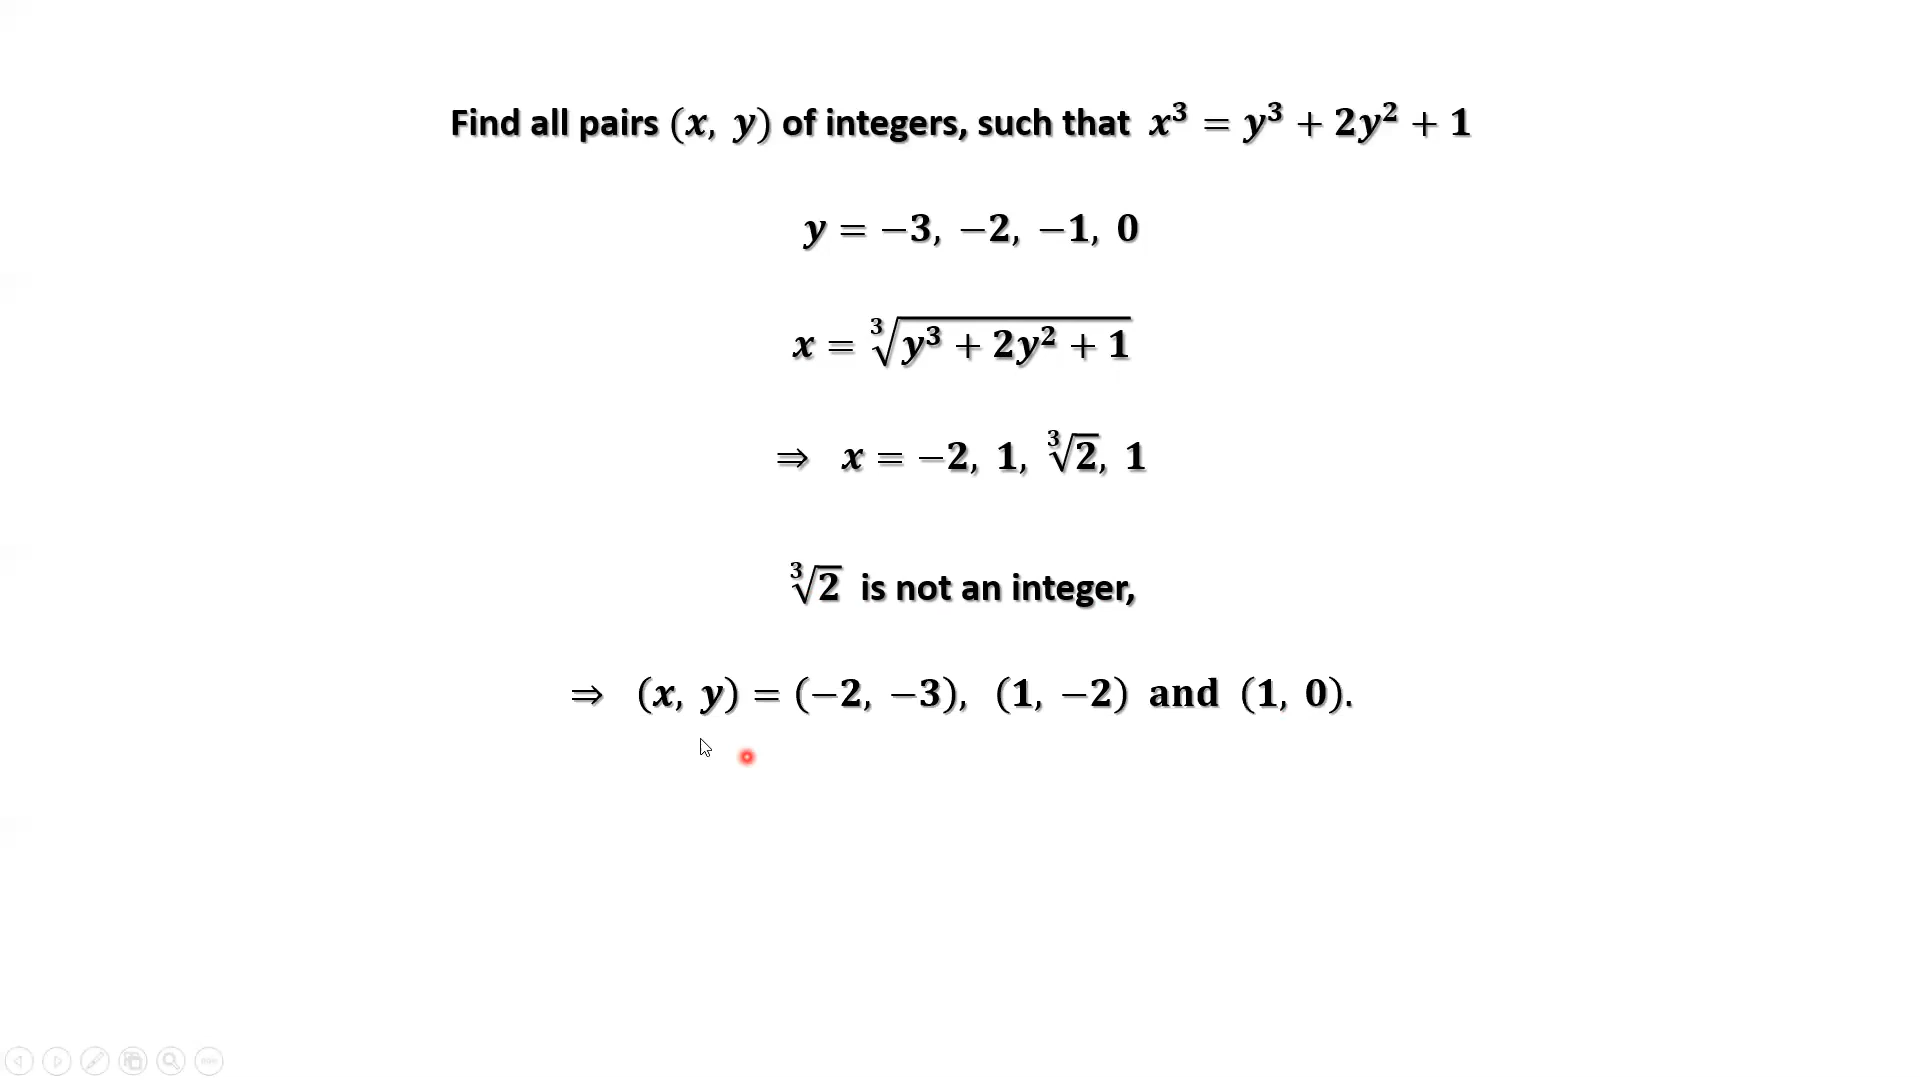 Find all pairs (x, y) of integers, such that x³ = y³ + 2y² + 1
y = −3, −2, −1, 0
x = ∛(y³ + 2y² + 1)
⇒ x = −2, 1, ∛2, 1
∛2 is not an integer,
⇒ (x, y) = (−2, −3), (1, −2) and (1, 0).